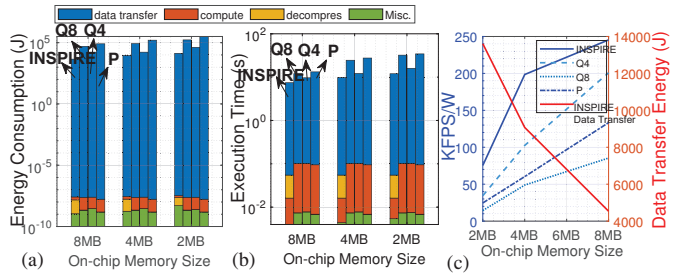 data transfer compute decompres Misc.
Energy Consumption (J)
10^5
10^0
10^-5
10^-10
Q8 Q4
INSPIRE P
8MB 4MB 2MB
On-chip Memory Size
(a)
Execution Time (s)
10^2
10^0
10^-2
Q8 Q4 P
INSPIRE
8MB 4MB 2MB
On-chip Memory Size
(b)
KFPS/W
250
200
150
100
50
0
INSPIRE
Q4
Q8
P
INSPIRE
Data Transfer
14000
12000
10000
8000
6000
4000
Data Transfer Energy (J)
2MB 4MB 6MB 8MB
On-chip Memory Size
(c)